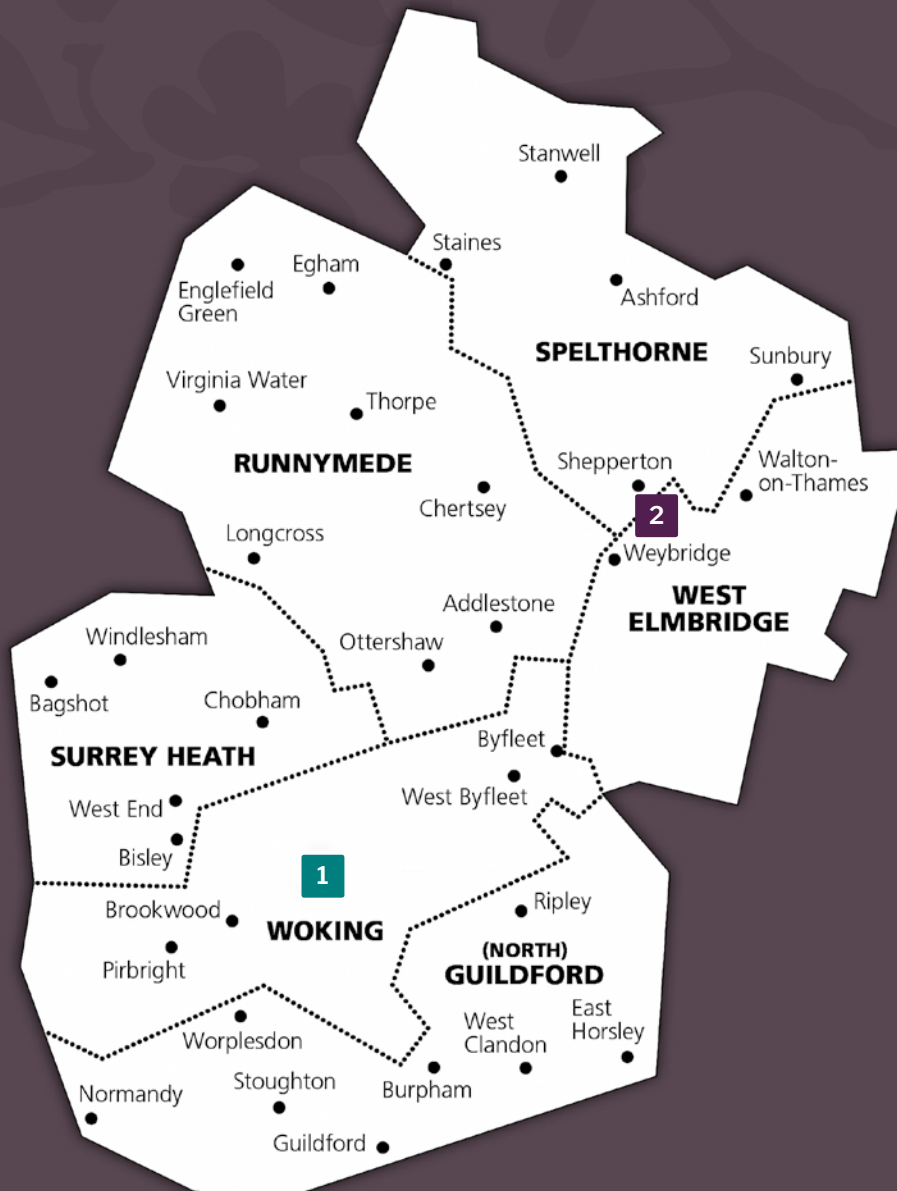 Stanwell
Staines
Egham
Englefield
Green
Ashford
SPELTHORNE
Sunbury
Virginia Water
Thorpe
RUNNYMEDE
Shepperton
Walton-
on-Thames
Chertsey
2
Longcross
Weybridge
WEST
ELMBRIDGE
Addlestone
Windlesham
Ottershaw
Bagshot
Chobham
SURREY HEATH
Byfleet
West End
West Byfleet
Bisley
1
Brookwood
Ripley
WOKING
(NORTH)
GUILDFORD
Pirbright
East
Horsley
West
Clandon
Worplesdon
Stoughton
Burpham
Normandy
Guildford